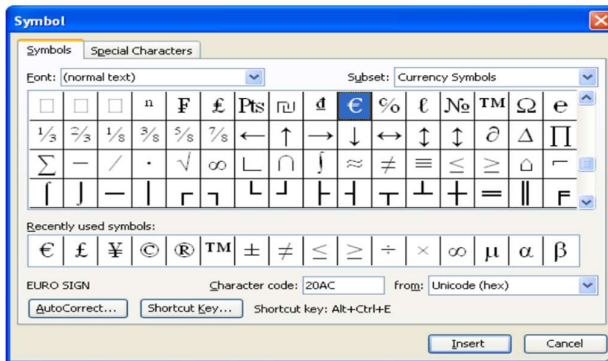 Symbol
Symbols Special Characters
Font: (normal text) Subset: Currency Symbols
□ □ □ ⁿ ₣ ₤ Pts ₪ ₫ € ℅ ℓ № ™ Ω ℮
⅓ ⅔ ⅛ ⅜ ⅝ ⅞ ← ↑ → ↓ ↔ ↕ ↨ ∂ ∆ ∏
∑ − ∕ ∙ √ ∞ ∟ ∩ ∫ ≈ ≠ ≡ ≤ ≥ ⌂ ⌐
⌠ ⌡ ─ │ ┌ ┐ └ ┘ ├ ┤ ┬ ┴ ┼ ═ ║ ╒
Recently used symbols:
€ £ ¥ © ® ™ ± ≠ ≤ ≥ ÷ × ∞ µ α β
EURO SIGN Character code: 20AC from: Unicode (hex)
AutoCorrect... Shortcut Key... Shortcut key: Alt+Ctrl+E
Insert Cancel